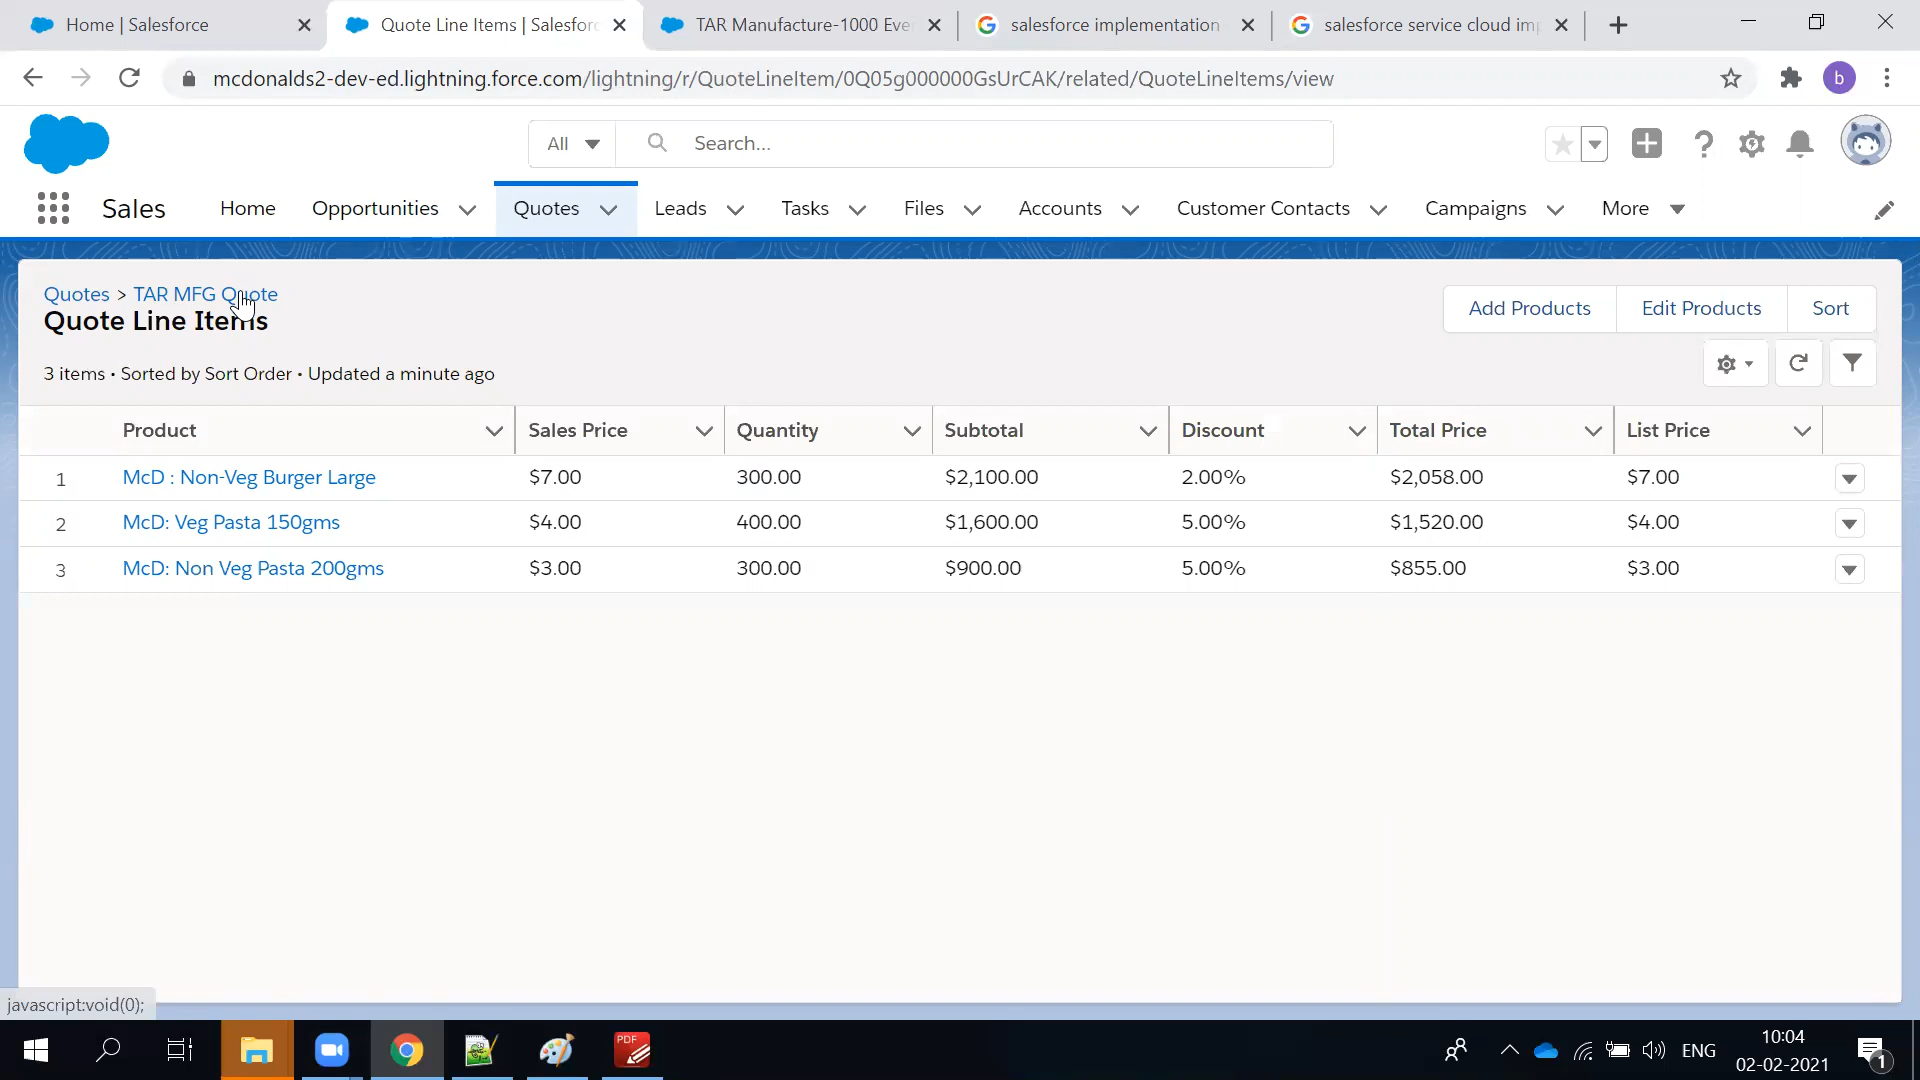 Home | Salesforce
Quote Line Items | Salesforc
TAR Manufacture-1000 Eve
salesforce implementation
salesforce service cloud im
mcdonalds2-dev-ed.lightning.force.com/lightning/r/QuoteLineItem/0Q05g000000GsUrCAK/related/QuoteLineItems/view
b
All
Search...
Sales
Home
Opportunities
Quotes
Leads
Tasks
Files
Accounts
Customer Contacts
Campaigns
More
Quotes > TAR MFG Quote
Quote Line Items
Add Products
Edit Products
Sort
3 items • Sorted by Sort Order • Updated a minute ago
Product Sales Price Quantity Subtotal Discount Total Price List Price
1 McD : Non-Veg Burger Large $7.00 300.00 $2,100.00 2.00% $2,058.00 $7.00
2 McD: Veg Pasta 150gms $4.00 400.00 $1,600.00 5.00% $1,520.00 $4.00
3 McD: Non Veg Pasta 200gms $3.00 300.00 $900.00 5.00% $855.00 $3.00
javascript:void(0);
PDF
ENG
10:04
02-02-2021
1